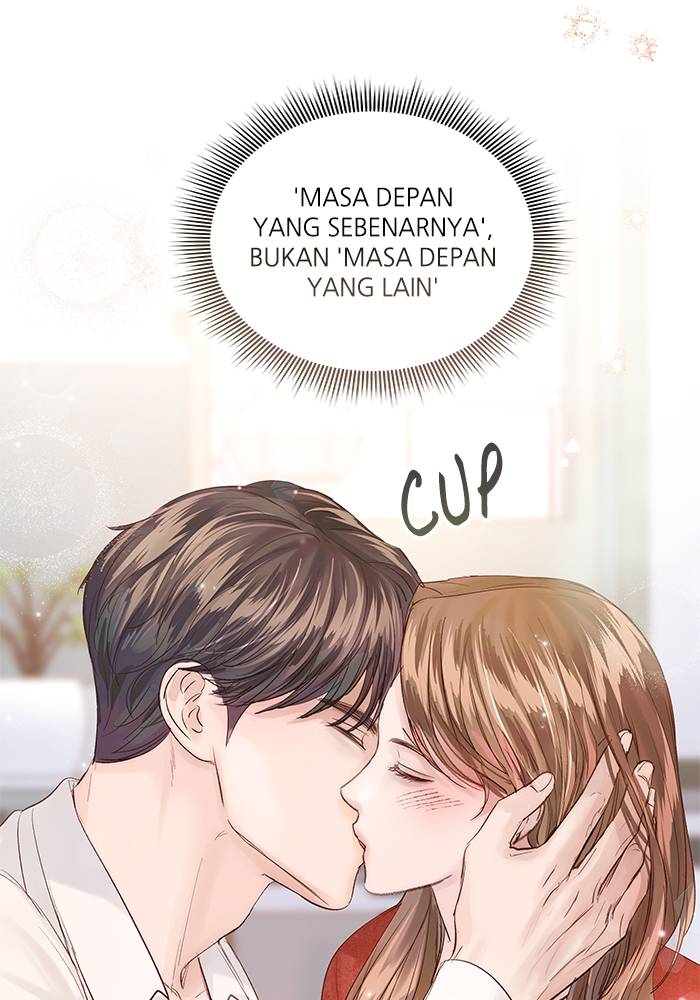 'MASA DEPAN
YANG SEBENARNYA',
BUKAN 'MASA DEPAN
YANG LAIN'
CUP